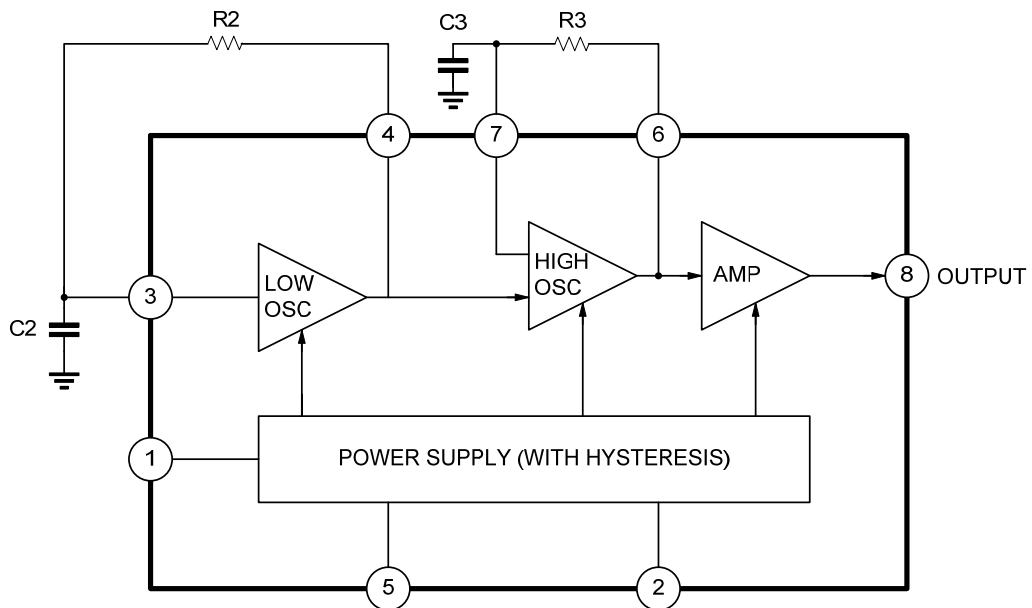 R2
C3
R3
4
7
6
3
LOW
OSC
HIGH
OSC
AMP
8
OUTPUT
C2
1
POWER SUPPLY (WITH HYSTERESIS)
5
2